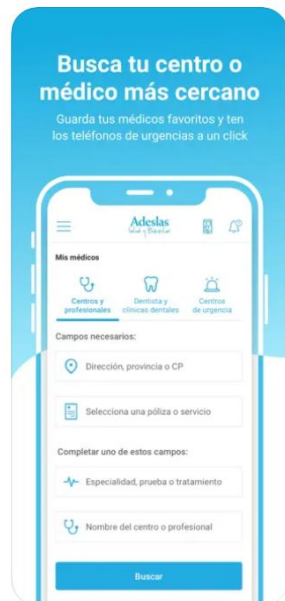 Busca tu centro o
médico más cercano
Guarda tus médicos favoritos y ten
los teléfonos de urgencias a un click
Adeslas
Salud y Bienestar
Mis médicos
Centros y
profesionales
Dentista y
clínicas dentales
Centros
de urgencia
Campos necesarios:
Dirección, provincia o CP
Selecciona una póliza o servicio
Completar uno de estos campos:
Especialidad, prueba o tratamiento
Nombre del centro o profesional
Buscar